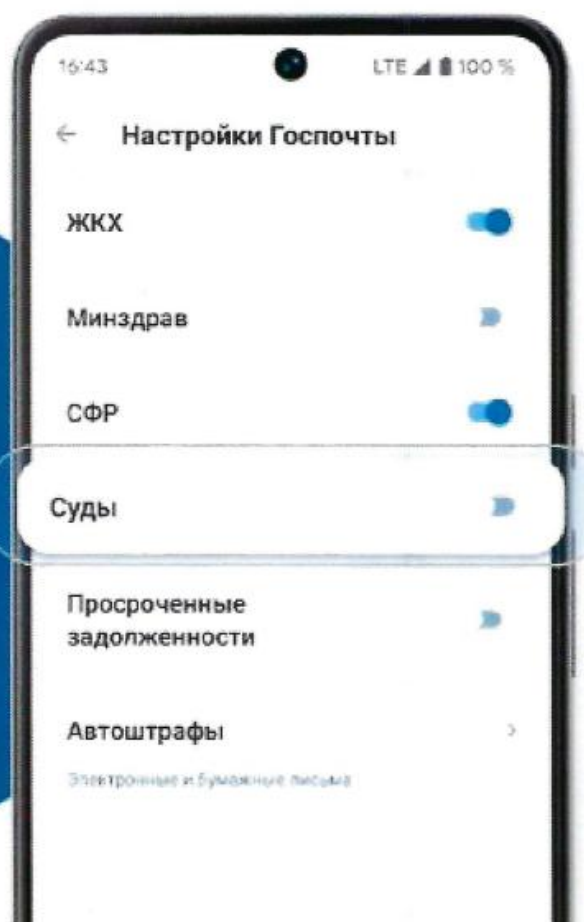 16:43 LTE 100 %
Настройки Госпочты
ЖКХ
Минздрав
СФР
Суды
Просроченные
задолженности
Автоштрафы
Электронные и бумажные письма